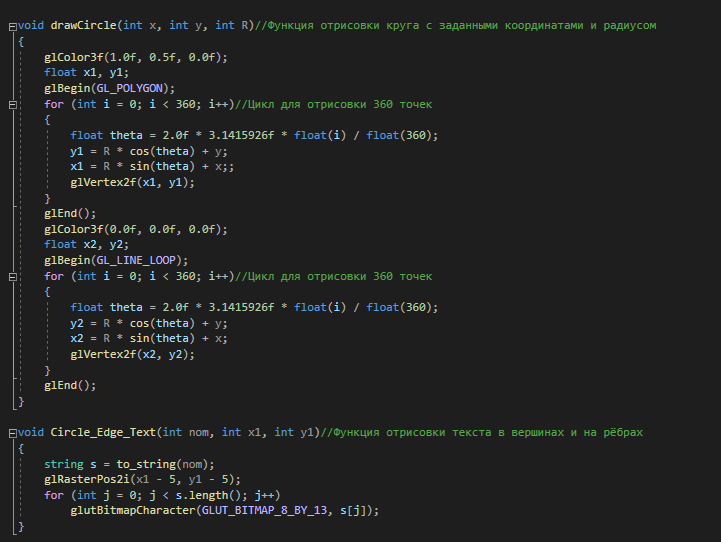 void drawCircle(int x, int y, int R)//Функция отрисовки круга с заданными координатами и радиусом
{
glColor3f(1.0f, 0.5f, 0.0f);
float x1, y1;
glBegin(GL_POLYGON);
for (int i = 0; i < 360; i++)//Цикл для отрисовки 360 точек
{
float theta = 2.0f * 3.1415926f * float(i) / float(360);
y1 = R * cos(theta) + y;
x1 = R * sin(theta) + x;;
glVertex2f(x1, y1);
}
glEnd();
glColor3f(0.0f, 0.0f, 0.0f);
float x2, y2;
glBegin(GL_LINE_LOOP);
for (int i = 0; i < 360; i++)//Цикл для отрисовки 360 точек
{
float theta = 2.0f * 3.1415926f * float(i) / float(360);
y2 = R * cos(theta) + y;
x2 = R * sin(theta) + x;
glVertex2f(x2, y2);
}
glEnd();
}
void Circle_Edge_Text(int nom, int x1, int y1)//Функция отрисовки текста в вершинах и на рёбрах
{
string s = to_string(nom);
glRasterPos2i(x1 - 5, y1 - 5);
for (int j = 0; j < s.length(); j++)
glutBitmapCharacter(GLUT_BITMAP_8_BY_13, s[j]);
}